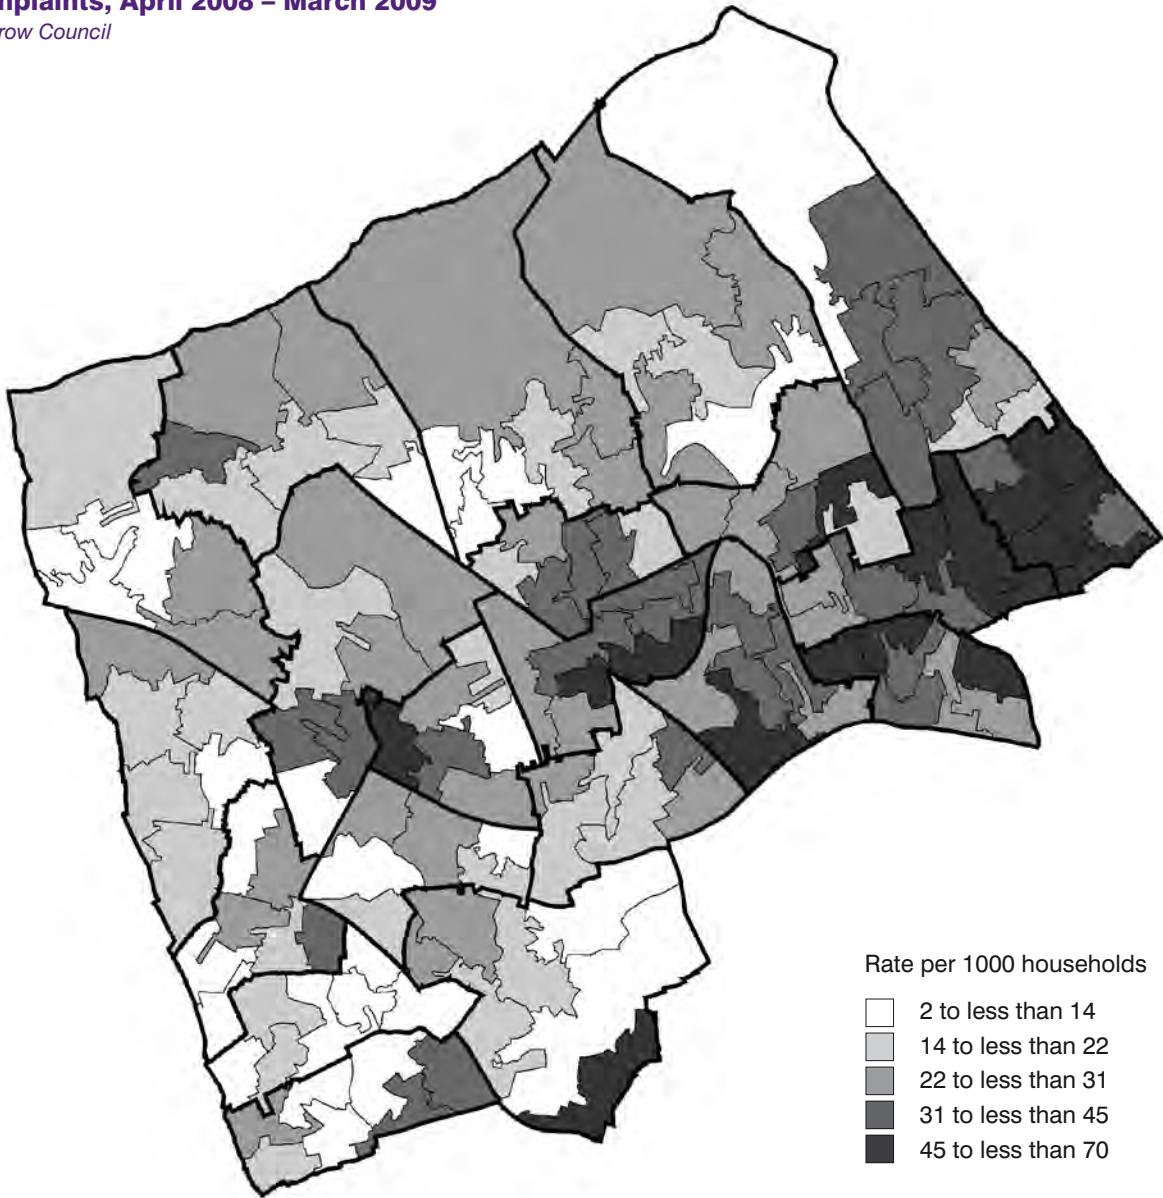 mplaints, April 2008 – March 2009
row Council
Rate per 1000 households
2 to less than 14
14 to less than 22
22 to less than 31
31 to less than 45
45 to less than 70